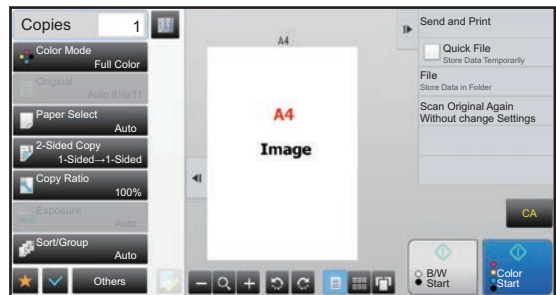 Copies 1
Color Mode
Full Color
Original
Auto 8½x11
Paper Select
Auto
2-Sided Copy
1-Sided→1-Sided
Copy Ratio
100%
Exposure
Auto
Sort/Group
Auto
Others
A4
A4
Image
Send and Print
Quick File
Store Data Temporarily
File
Store Data in Folder
Scan Original Again
Without change Settings
CA
B/W
Start
Color
Start